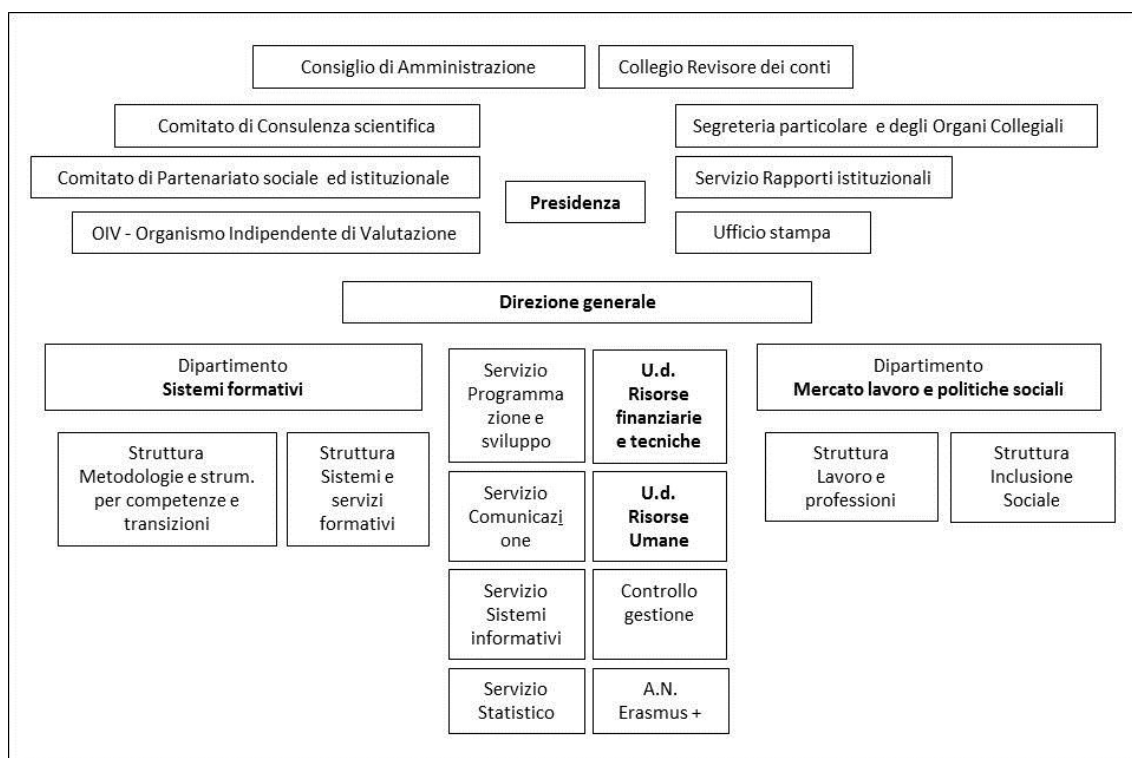 Consiglio di Amministrazione
Collegio Revisore dei conti
Comitato di Consulenza scientifica
Segreteria particolare e degli Organi Collegiali
Comitato di Partenariato sociale ed istituzionale
Servizio Rapporti istituzionali
Presidenza
OIV - Organismo Indipendente di Valutazione
Ufficio stampa
Direzione generale
Dipartimento
Sistemi formativi
Struttura
Metodologie e strum.
per competenze e
transizioni
Struttura
Sistemi e
servizi
formativi
Servizio
Programma
zione e
sviluppo
U.d.
Risorse
finanziarie
e tecniche
Servizio
Comunicazi
one
U.d.
Risorse
Umane
Servizio
Sistemi
informativi
Controllo
gestione
Servizio
Statistico
A.N.
Erasmus +
Dipartimento
Mercato lavoro e politiche sociali
Struttura
Lavoro e
professioni
Struttura
Inclusione
Sociale